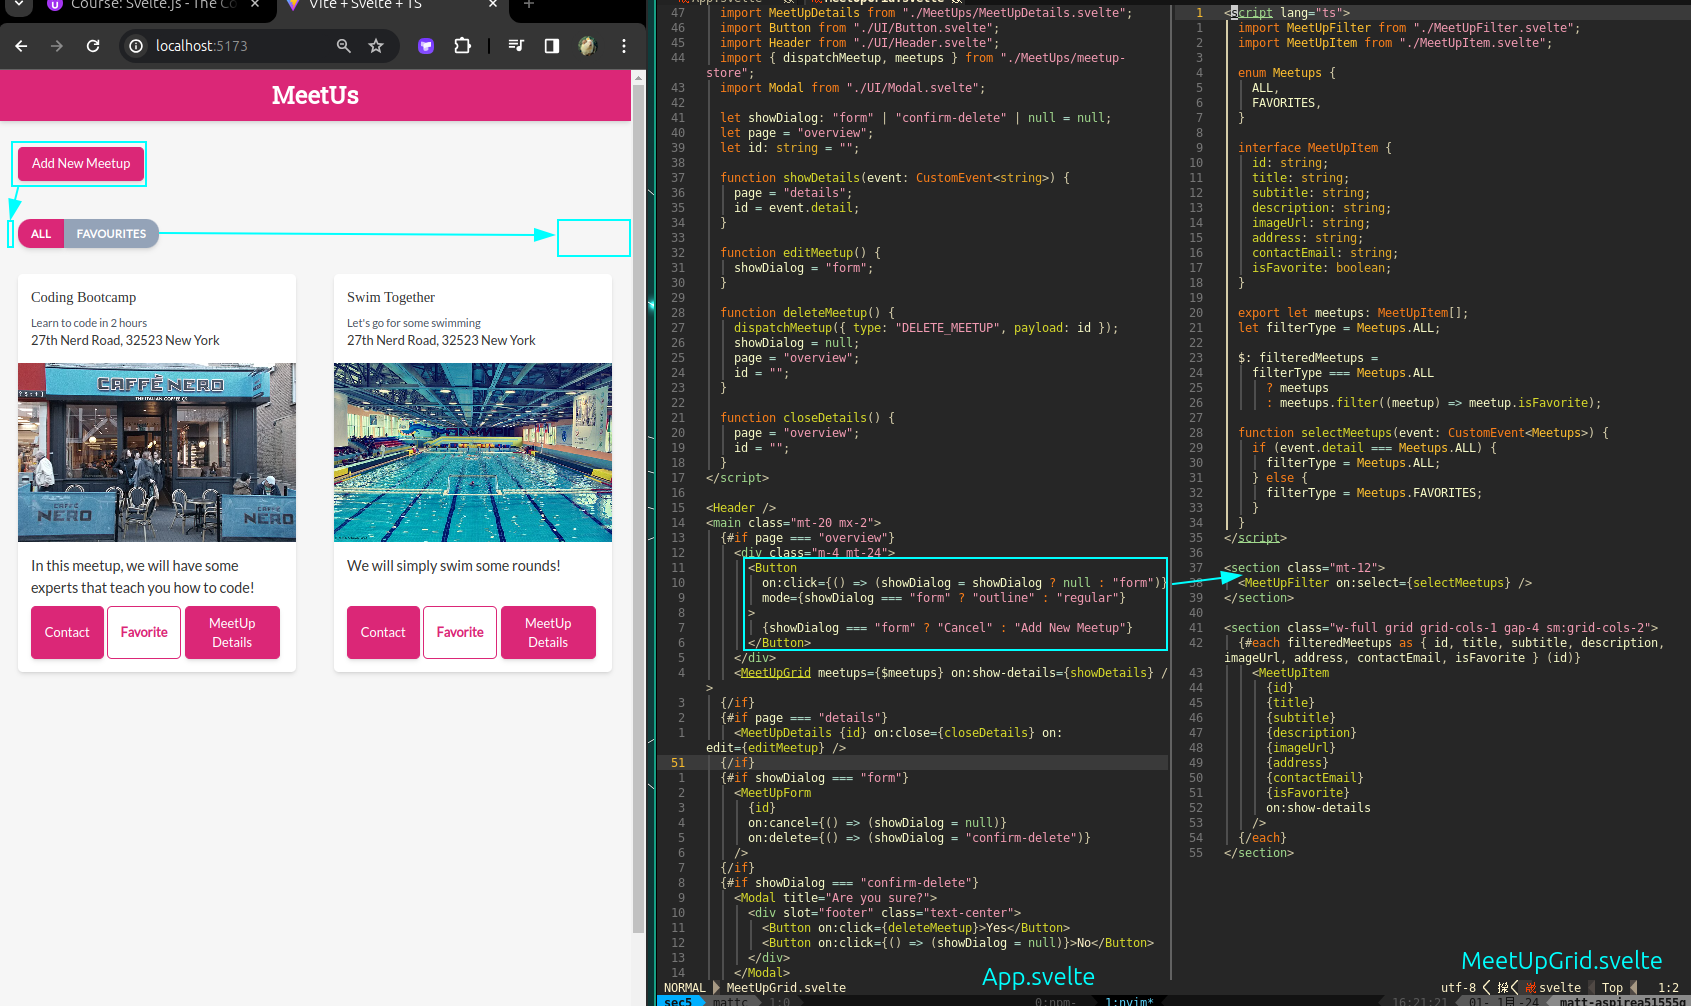 Course: Svelte.js - The Co
Vite + Svelte + TS
localhost:5173
MeetUs
Add New Meetup
ALL
FAVOURITES
Coding Bootcamp
Learn to code in 2 hours
27th Nerd Road, 32523 New York
CAFFÈ NERO
THE ITALIAN COFFEE CO.
CAFFE
NERO
CAFFE
NERO
In this meetup, we will have some
experts that teach you how to code!
Contact
Favorite
MeetUp
Details
Swim Together
Let's go for some swimming
27th Nerd Road, 32523 New York
We will simply swim some rounds!
Contact
Favorite
MeetUp
Details
47 import MeetUpDetails from "./MeetUps/MeetUpDetails.svelte";
46 import Button from "./UI/Button.svelte";
45 import Header from "./UI/Header.svelte";
44 import { dispatchMeetup, meetups } from "./MeetUps/meetup-
store";
43 import Modal from "./UI/Modal.svelte";
42
41 let showDialog: "form" | "confirm-delete" | null = null;
40 let page = "overview";
39 let id: string = "";
38
37 function showDetails(event: CustomEvent<string>) {
36 page = "details";
35 id = event.detail;
34 }
33
32 function editMeetup() {
31 showDialog = "form";
30 }
29
28 function deleteMeetup() {
27 dispatchMeetup({ type: "DELETE_MEETUP", payload: id });
26 showDialog = null;
25 page = "overview";
24 id = "";
23 }
22
21 function closeDetails() {
20 page = "overview";
19 id = "";
18 }
17 </script>
16
15 <Header />
14 <main class="mt-20 mx-2">
13 {#if page === "overview"}
12 <div class="m-4 mt-24">
11 <Button
10 on:click={() => (showDialog = showDialog ? null : "form")}
9 mode={showDialog === "form" ? "outline" : "regular"}
8 >
7 {showDialog === "form" ? "Cancel" : "Add New Meetup"}
6 </Button>
5 </div>
4 <MeetUpGrid meetups={$meetups} on:show-details={showDetails} /
>
3 {/if}
2 {#if page === "details"}
1 <MeetUpDetails {id} on:close={closeDetails} on:
edit={editMeetup} />
51 {/if}
1 {#if showDialog === "form"}
2 <MeetUpForm
3 {id}
4 on:cancel={() => (showDialog = null)}
5 on:delete={() => (showDialog = "confirm-delete")}
6 />
7 {/if}
8 {#if showDialog === "confirm-delete"}
9 <Modal title="Are you sure?">
10 <div slot="footer" class="text-center">
11 <Button on:click={deleteMeetup}>Yes</Button>
12 <Button on:click={() => (showDialog = null)}>No</Button>
13 </div>
14 </Modal>
App.svelte
1 <script lang="ts">
1 import MeetUpFilter from "./MeetUpFilter.svelte";
2 import MeetUpItem from "./MeetUpItem.svelte";
3
4 enum Meetups {
5 ALL,
6 FAVORITES,
7 }
8
9 interface MeetUpItem {
10 id: string;
11 title: string;
12 subtitle: string;
13 description: string;
14 imageUrl: string;
15 address: string;
16 contactEmail: string;
17 isFavorite: boolean;
18 }
19
20 export let meetups: MeetUpItem[];
21 let filterType = Meetups.ALL;
22
23 $: filteredMeetups =
24 filterType === Meetups.ALL
25 ? meetups
26 : meetups.filter((meetup) => meetup.isFavorite);
27
28 function selectMeetups(event: CustomEvent<Meetups>) {
29 if (event.detail === Meetups.ALL) {
30 filterType = Meetups.ALL;
31 } else {
32 filterType = Meetups.FAVORITES;
33 }
34 }
35 </script>
36
37 <section class="mt-12">
38 <MeetUpFilter on:select={selectMeetups} />
39 </section>
40
41 <section class="w-full grid grid-cols-1 gap-4 sm:grid-cols-2">
42 {#each filteredMeetups as { id, title, subtitle, description,
imageUrl, address, contactEmail, isFavorite } (id)}
43 <MeetUpItem
44 {id}
45 {title}
46 {subtitle}
47 {description}
48 {imageUrl}
49 {address}
50 {contactEmail}
51 {isFavorite}
52 on:show-details
53 />
54 {/each}
55 </section>
MeetUpGrid.svelte
NORMAL MeetUpGrid.svelte
utf-8 svelte Top 1:2
sec5 mattc 1:0 0:npm- 1:nvim* 16:21:21